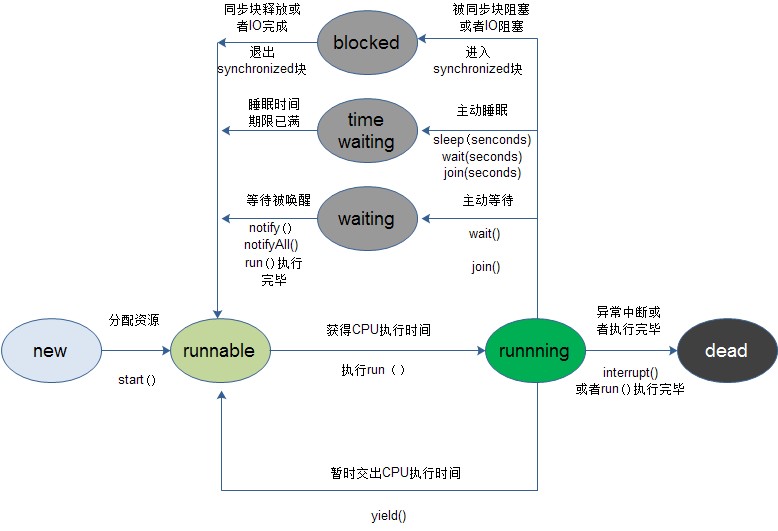 同步块释放或
者IO完成
退出
synchronized块
blocked
被同步块阻塞
或者IO阻塞
进入
synchronized块
睡眠时间
期限已满
time
waiting
主动睡眠
sleep(senconds)
wait(seconds)
join(seconds)
等待被唤醒
notify()
notifyAll()
run()执行
完毕
waiting
主动等待
wait()
join()
new
分配资源
start()
runnable
获得CPU执行时间
执行run ()
runnning
异常中断或
者执行完毕
interrupt()
或者run()执行完毕
dead
暂时交出CPU执行时间
yield()